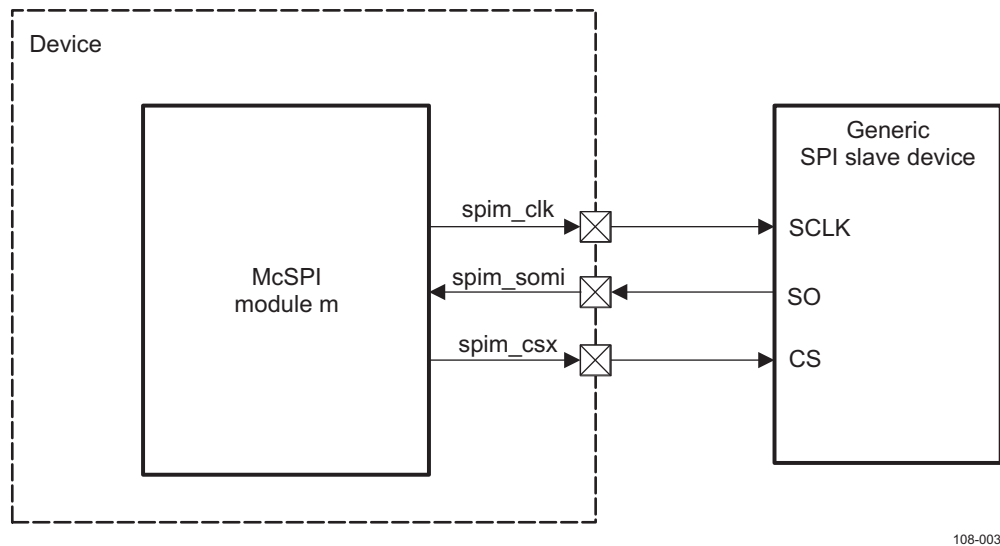 Device
Generic
SPI slave device
spim_clk
SCLK
McSPI
module m
spim_somi
SO
spim_csx
CS
108-003